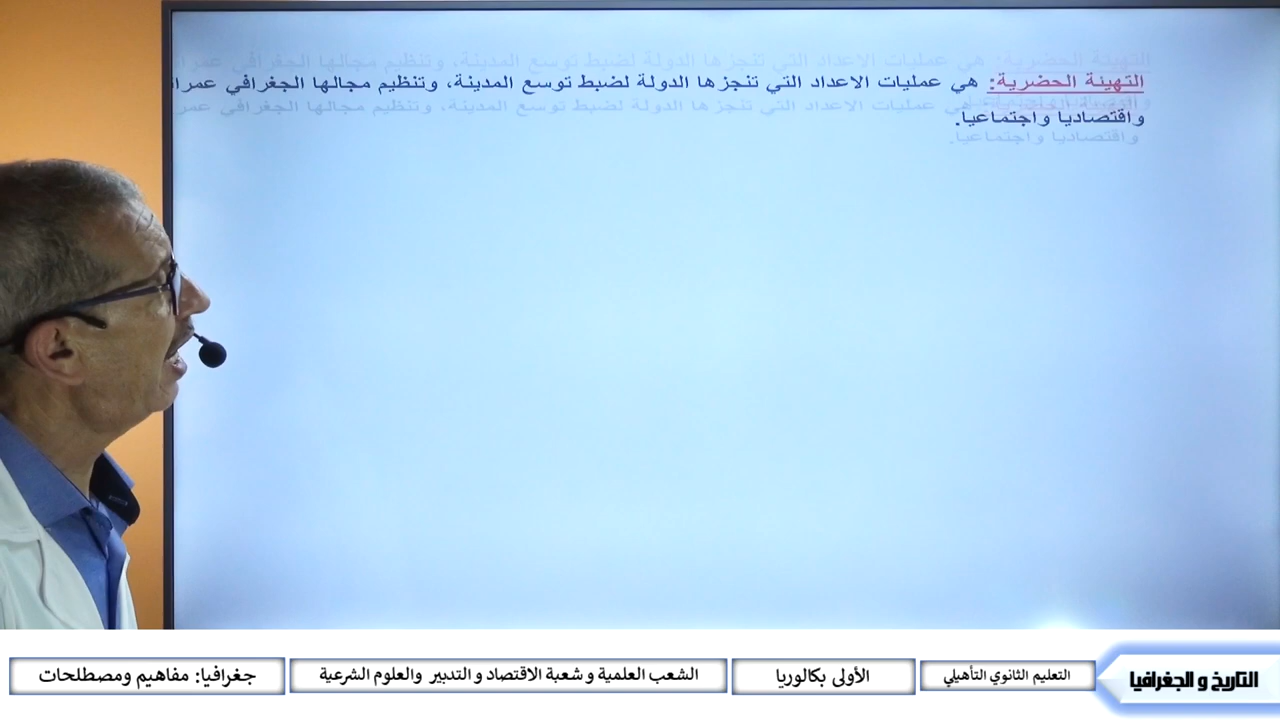 التهيئة الحضرية: هي عمليات الاعداد التي تنجزها الدولة لضبط توسع المدينة، وتنظيم مجالها الجغرافي
واقتصاديا واجتماعيا.
التاريخ و الجغرافيا
التعليم الثانوي التأهيلي
الأولى بكالوريا
الشعب العلمية و شعبة الاقتصاد و التدبير والعلوم الشرعية
جغرافيا: مفاهيم ومصطلحات